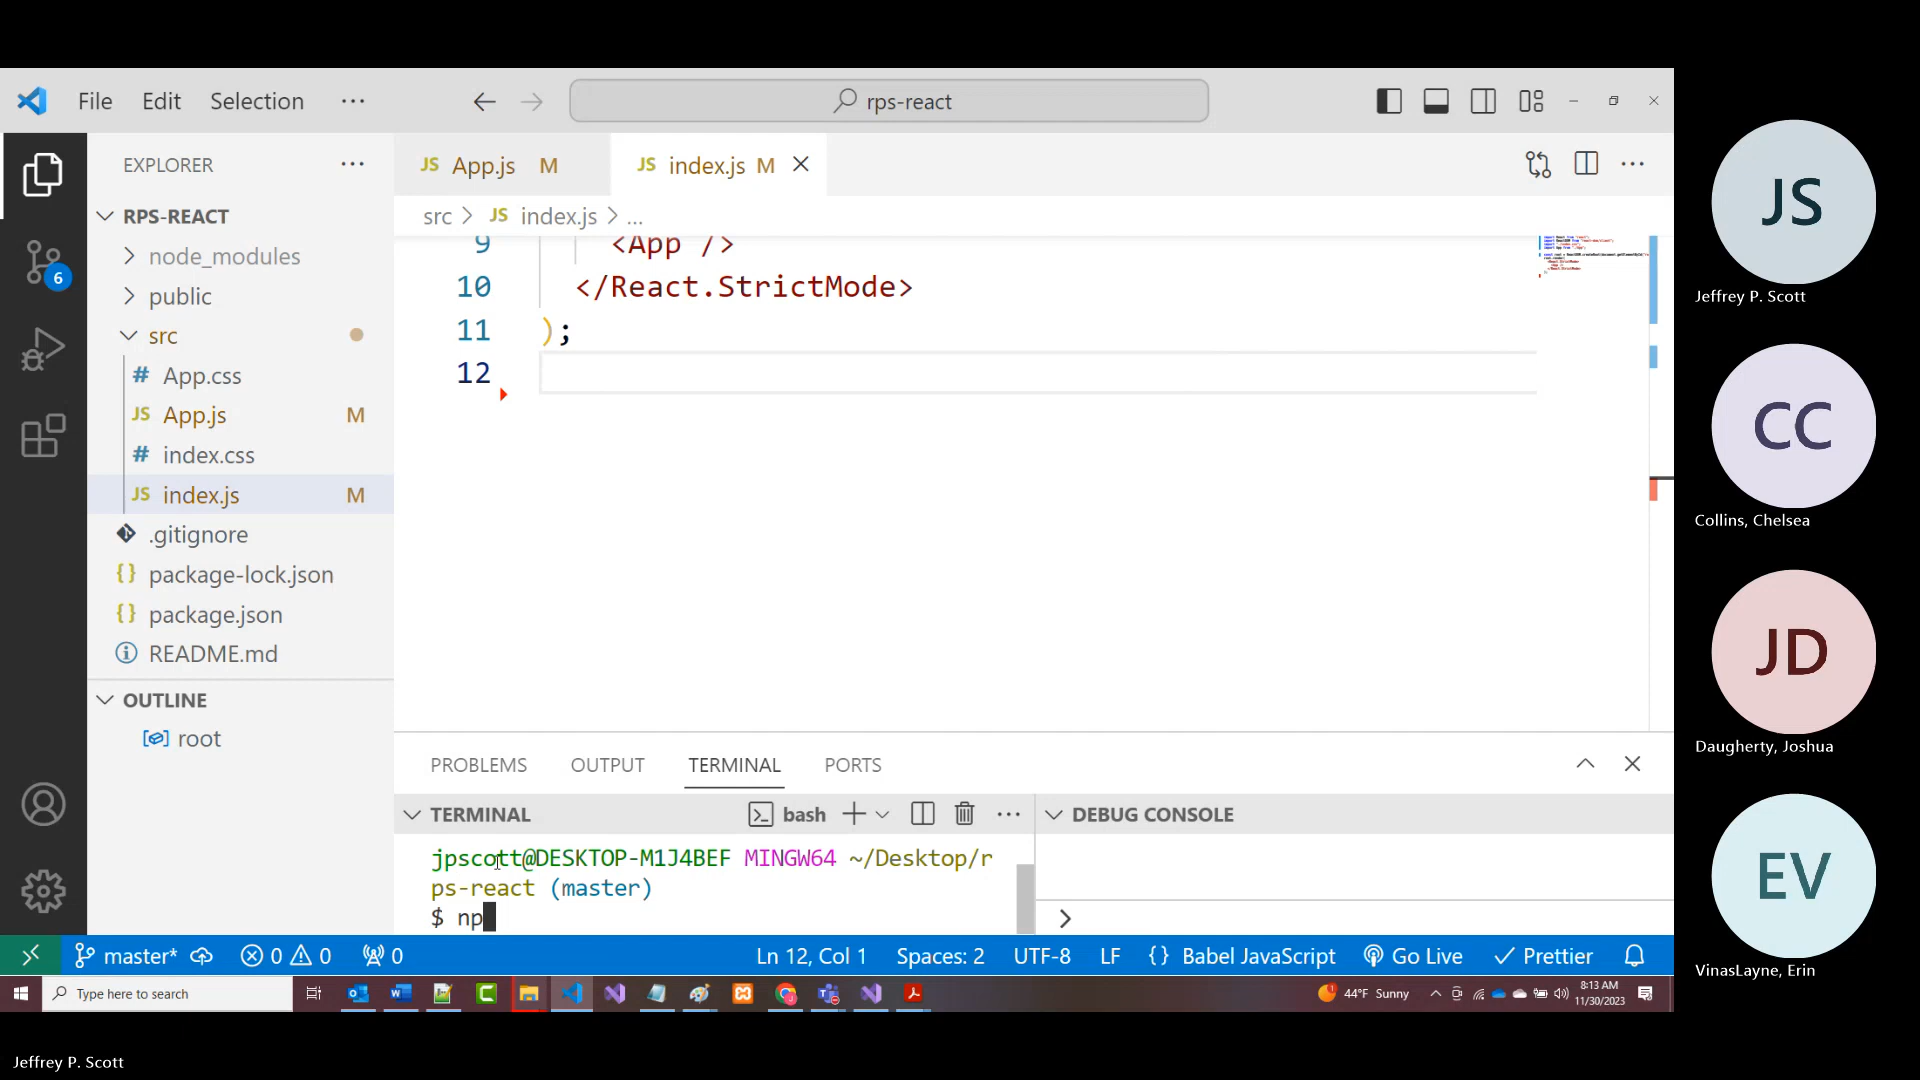 File Edit Selection ···
rps-react
EXPLORER ···
JS App.js M
JS index.js M
RPS-REACT
node_modules
public
src
# App.css
JS App.js M
# index.css
JS index.js M
.gitignore
{} package-lock.json
{} package.json
README.md
OUTLINE
root
src > JS index.js > ...
9 <App />
10 </React.StrictMode>
11 );
12
6
PROBLEMS OUTPUT TERMINAL PORTS
TERMINAL
bash
DEBUG CONSOLE
jpscott@DESKTOP-M1J4BEF MINGW64 ~/Desktop/r
ps-react (master)
$ np
>
master* 0 0 0
Ln 12, Col 1 Spaces: 2 UTF-8 LF {} Babel JavaScript Go Live Prettier
Type here to search
44°F Sunny
8:13 AM
11/30/2023
JS
Jeffrey P. Scott
CC
Collins, Chelsea
JD
Daugherty, Joshua
EV
VinasLayne, Erin
Jeffrey P. Scott